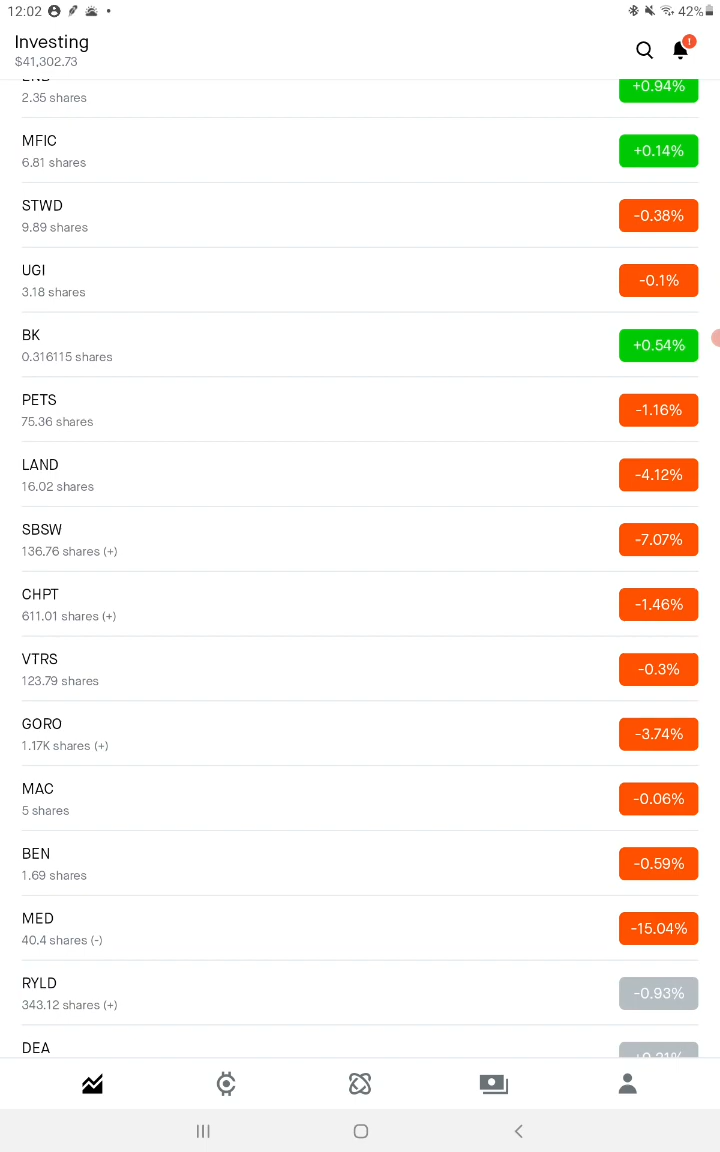 12:02
42%
Investing
$41,302.73
!
2.35 shares
+0.94%
MFIC
6.81 shares
+0.14%
STWD
9.89 shares
-0.38%
UGI
3.18 shares
-0.1%
BK
0.316115 shares
+0.54%
PETS
75.36 shares
-1.16%
LAND
16.02 shares
-4.12%
SBSW
136.76 shares (+)
-7.07%
CHPT
611.01 shares (+)
-1.46%
VTRS
123.79 shares
-0.3%
GORO
1.17K shares (+)
-3.74%
MAC
5 shares
-0.06%
BEN
1.69 shares
-0.59%
MED
40.4 shares (-)
-15.04%
RYLD
343.12 shares (+)
-0.93%
DEA